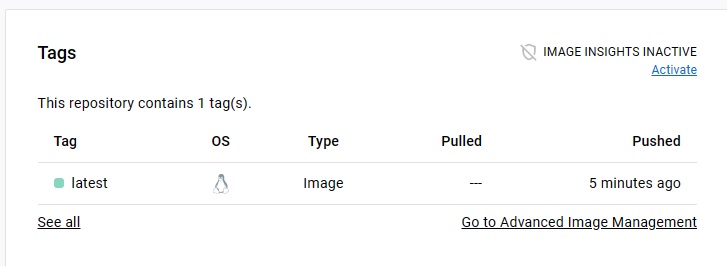 Tags
IMAGE INSIGHTS INACTIVE
Activate
This repository contains 1 tag(s).
Tag OS Type Pulled Pushed
latest Image --- 5 minutes ago
See all Go to Advanced Image Management